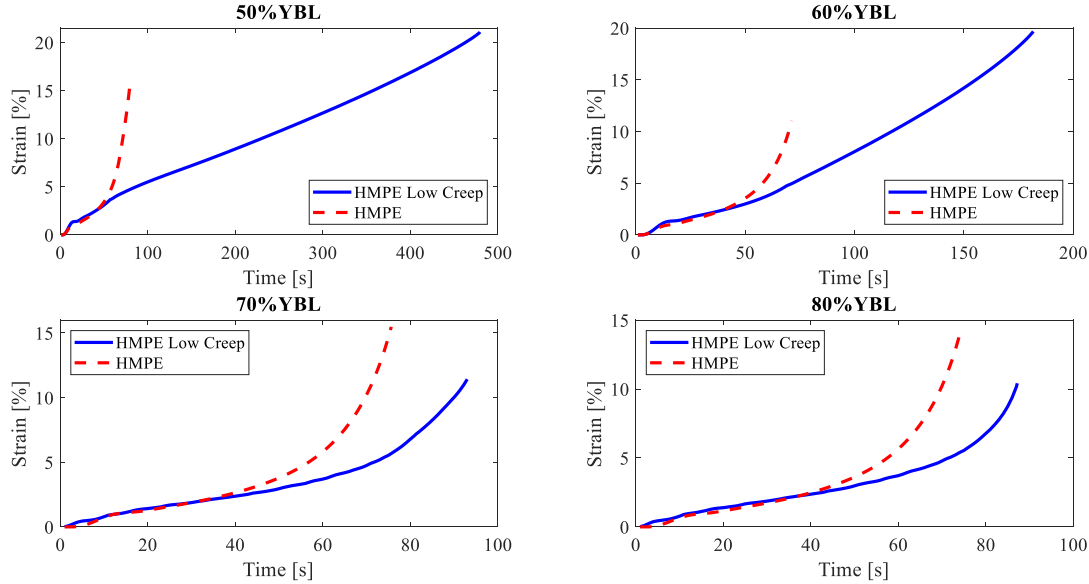 50%YBL
Strain [%]
20
15
10
5
0
0 100 200 300 400 500
Time [s]
HMPE Low Creep
HMPE
60%YBL
Strain [%]
20
15
10
5
0
0 50 100 150 200
Time [s]
HMPE Low Creep
HMPE
70%YBL
Strain [%]
15
10
5
0
0 20 40 60 80 100
Time [s]
HMPE Low Creep
HMPE
80%YBL
Strain [%]
15
10
5
0
0 20 40 60 80 100
Time [s]
HMPE Low Creep
HMPE